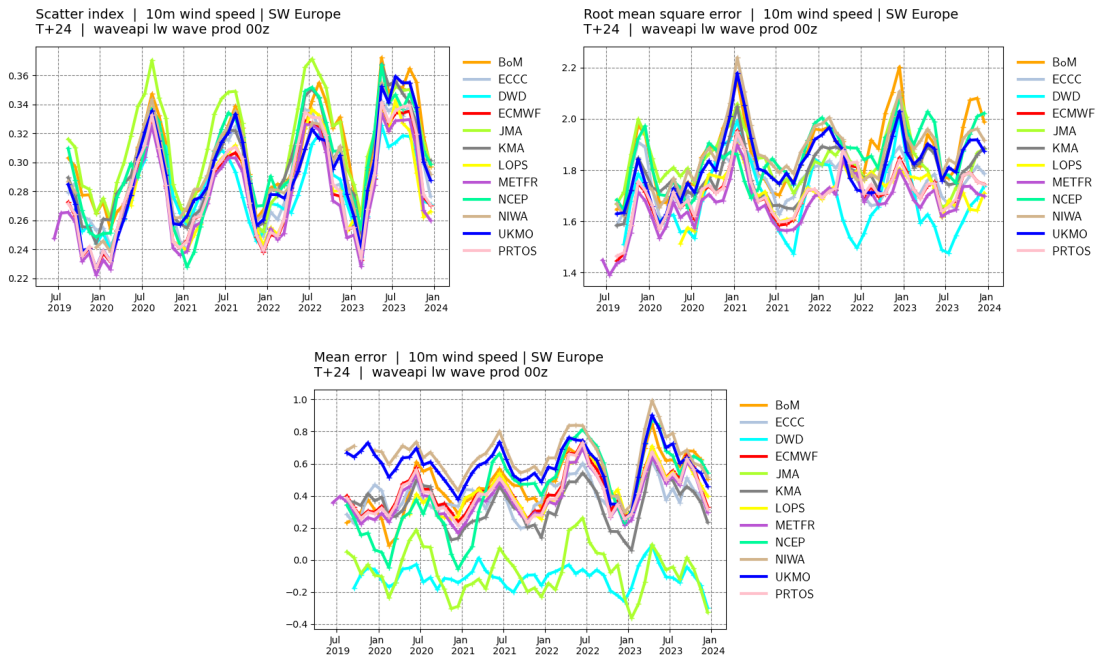 Scatter index | 10m wind speed | SW Europe
T+24 | waveapi lw wave prod 00z
0.36
0.34
0.32
0.30
0.28
0.26
0.24
0.22
Jul Jan Jul Jan Jul Jan Jul Jan Jul Jan
2019 2020 2020 2021 2021 2022 2022 2023 2023 2024
BoM
ECCC
DWD
ECMWF
JMA
KMA
LOPS
METFR
NCEP
NIWA
UKMO
PRTOS
Root mean square error | 10m wind speed | SW Europe
T+24 | waveapi lw wave prod 00z
2.2
2.0
1.8
1.6
1.4
Jul Jan Jul Jan Jul Jan Jul Jan Jul Jan
2019 2020 2020 2021 2021 2022 2022 2023 2023 2024
BoM
ECCC
DWD
ECMWF
JMA
KMA
LOPS
METFR
NCEP
NIWA
UKMO
PRTOS
Mean error | 10m wind speed | SW Europe
T+24 | waveapi lw wave prod 00z
1.0
0.8
0.6
0.4
0.2
0.0
−0.2
−0.4
Jul Jan Jul Jan Jul Jan Jul Jan Jul Jan
2019 2020 2020 2021 2021 2022 2022 2023 2023 2024
BoM
ECCC
DWD
ECMWF
JMA
KMA
LOPS
METFR
NCEP
NIWA
UKMO
PRTOS